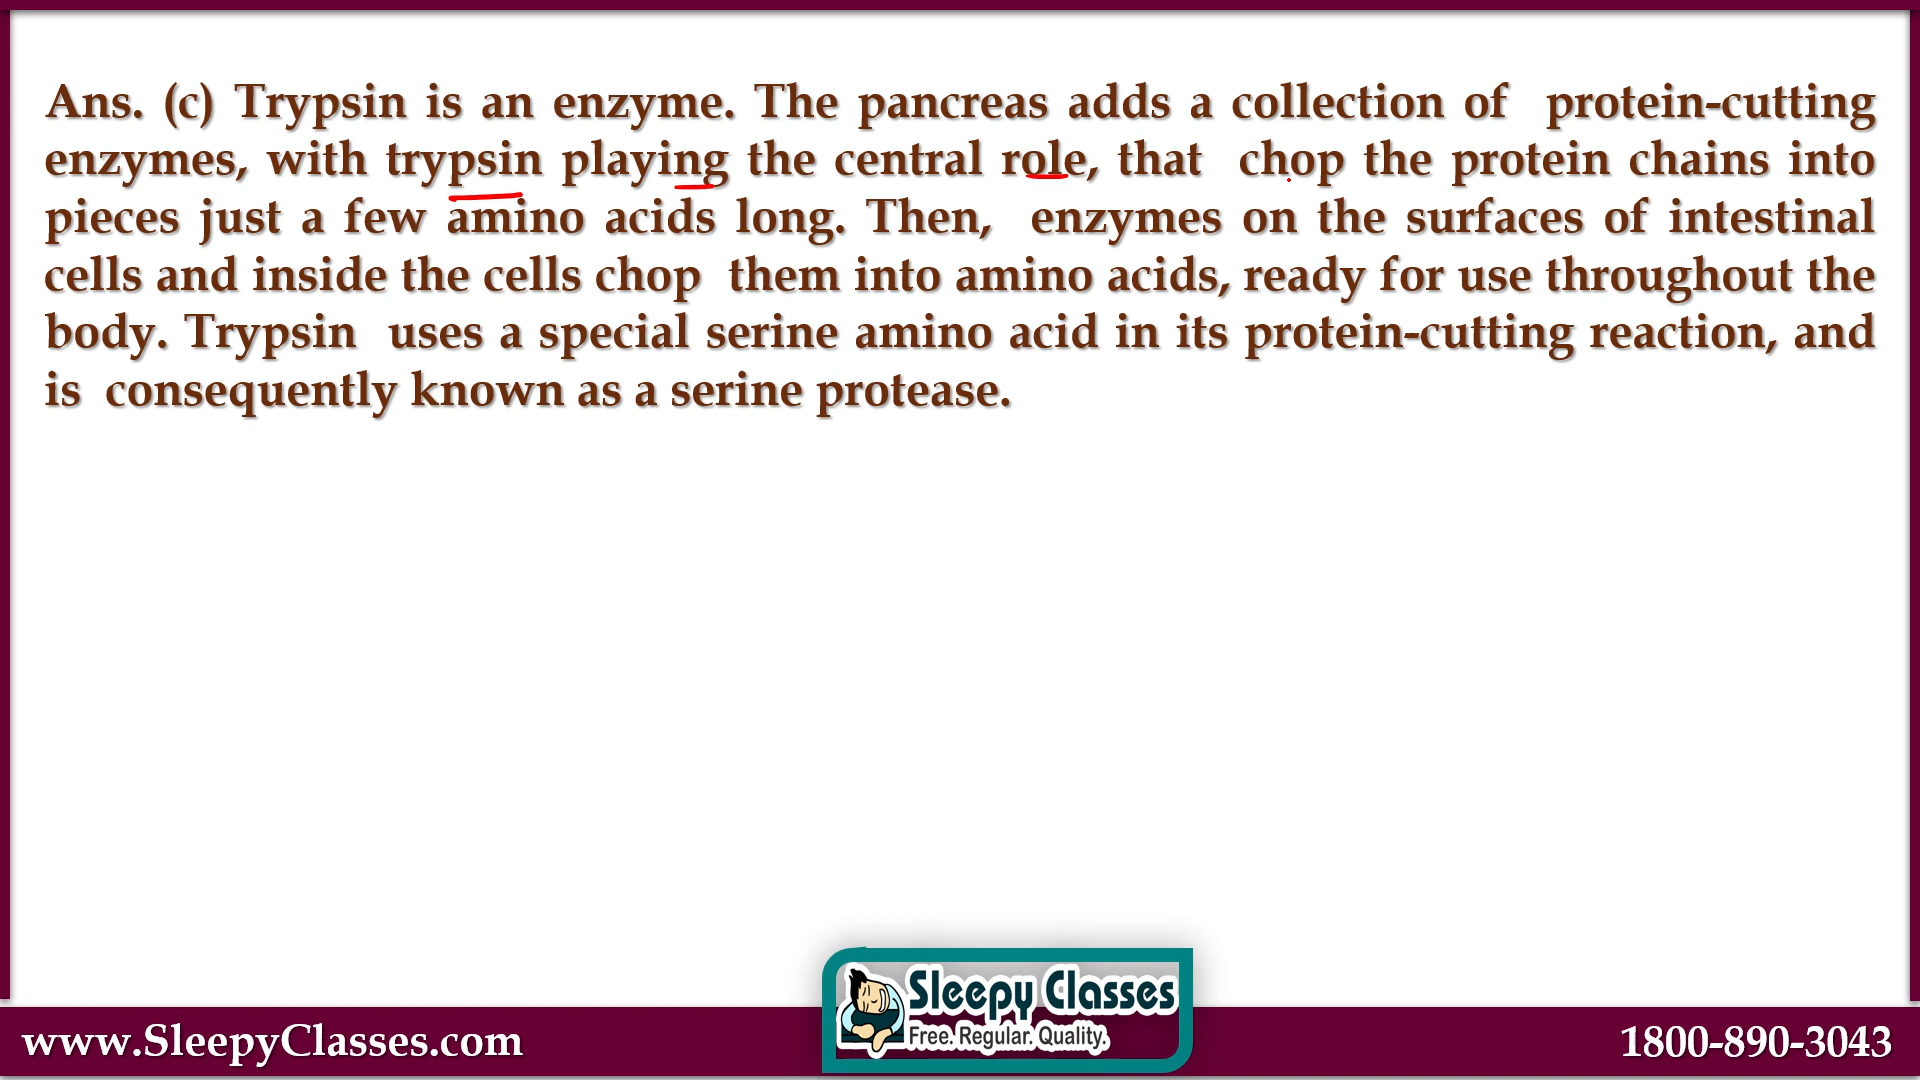 Ans. (c) Trypsin is an enzyme. The pancreas adds a collection of protein-cutting
enzymes, with trypsin playing the central role, that chop the protein chains into
pieces just a few amino acids long. Then, enzymes on the surfaces of intestinal
cells and inside the cells chop them into amino acids, ready for use throughout the
body. Trypsin uses a special serine amino acid in its protein-cutting reaction, and
is consequently known as a serine protease.
Sleepy Classes
Free. Regular. Quality.
www.SleepyClasses.com
1800-890-3043